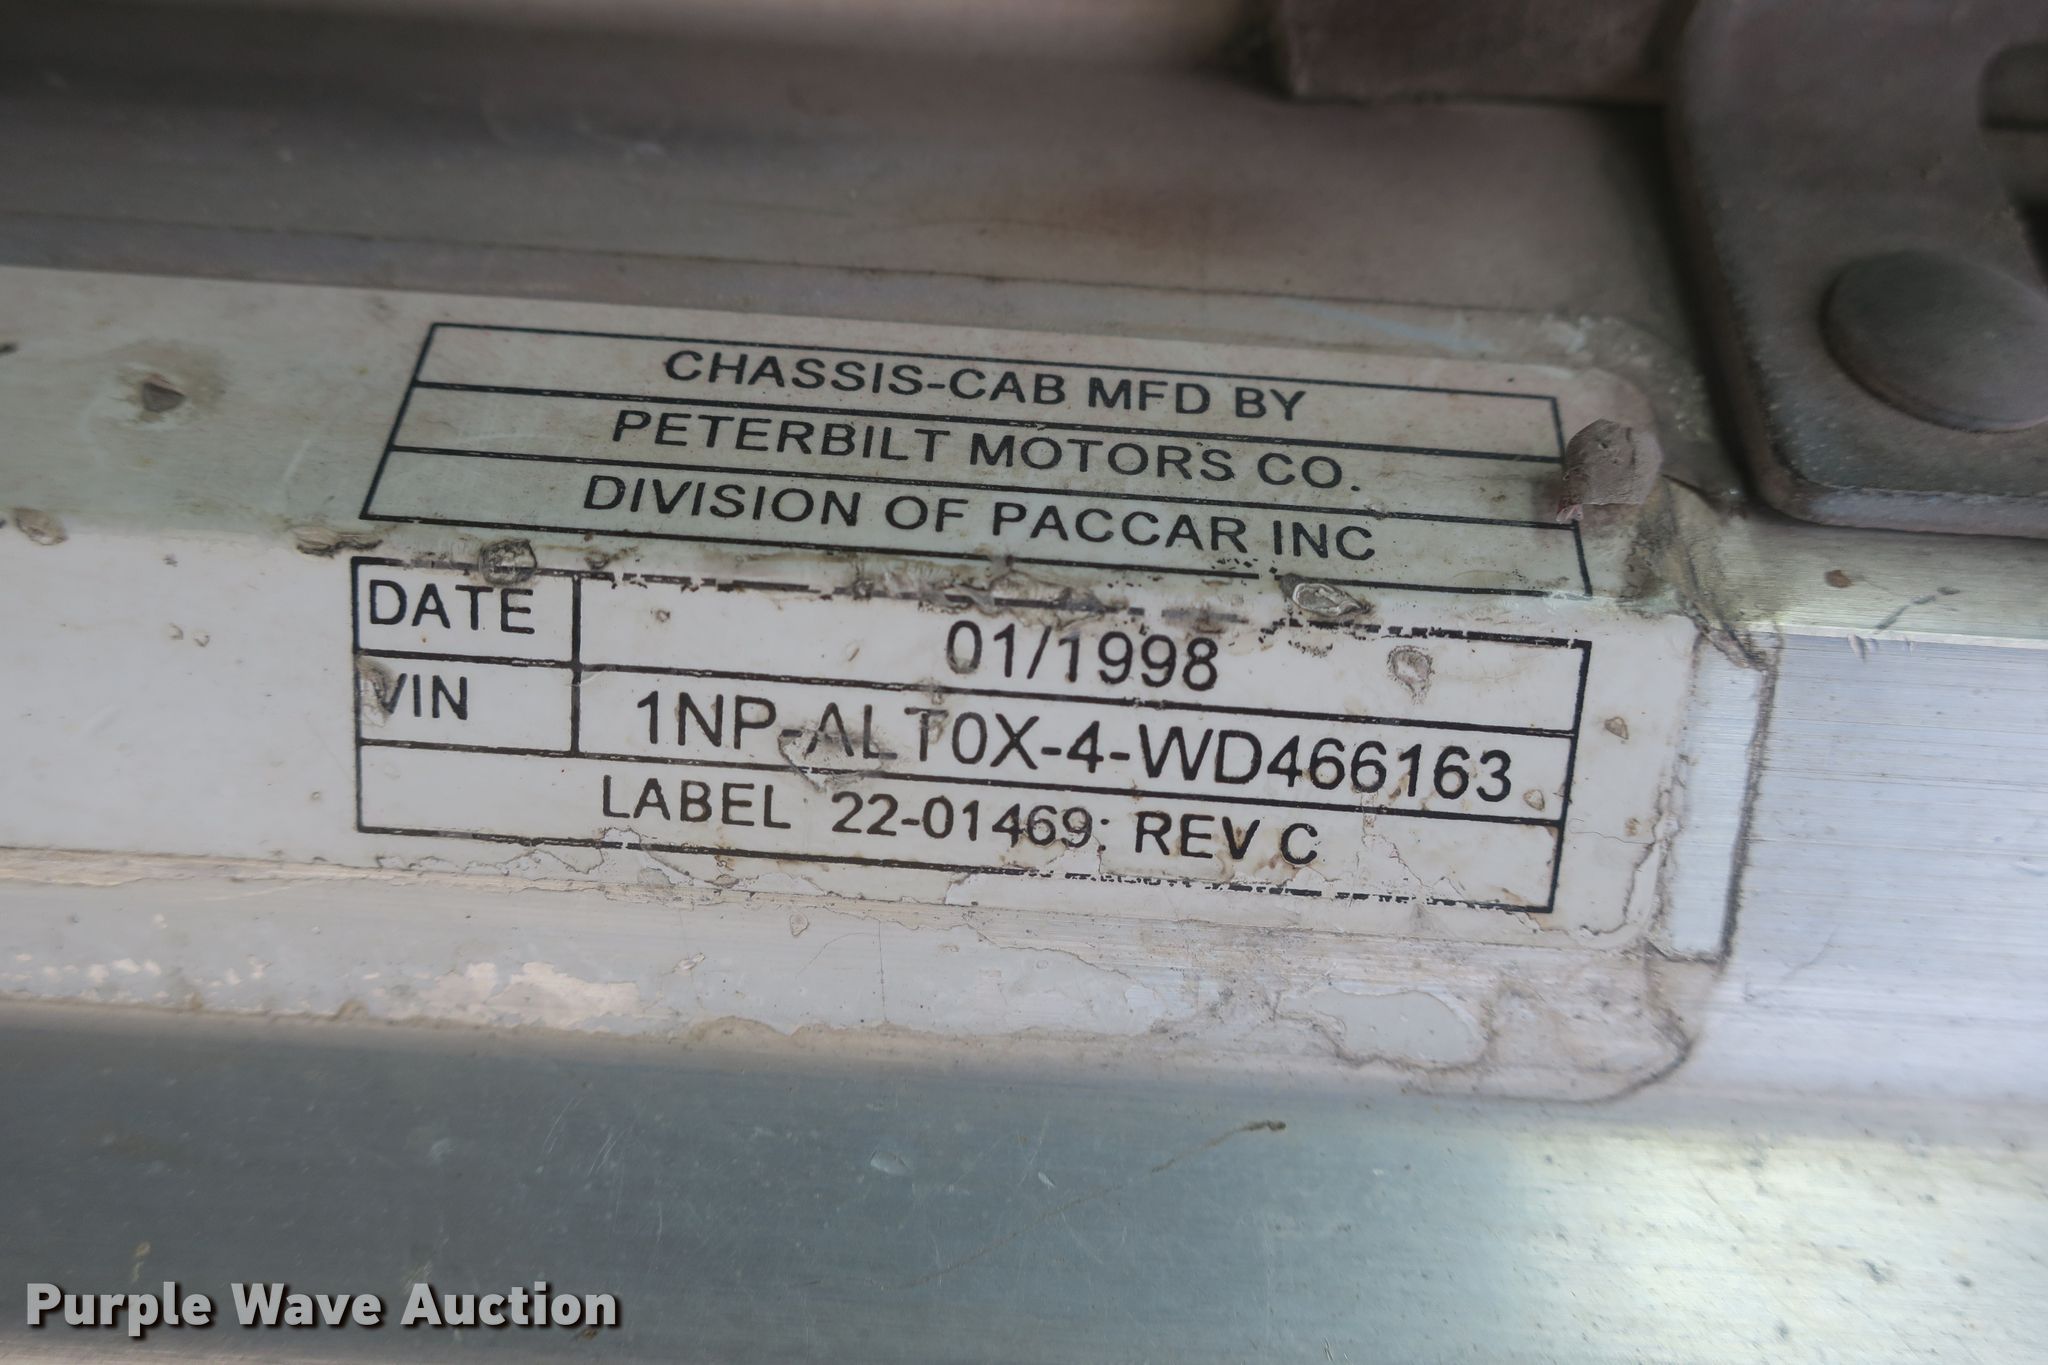 CHASSIS-CAB MFD BY
PETERBILT MOTORS CO.
DIVISION OF PACCAR INC
DATE 01/1998
VIN 1NP-ALT0X-4-WD466163
LABEL 22-01469: REV C
Purple Wave Auction